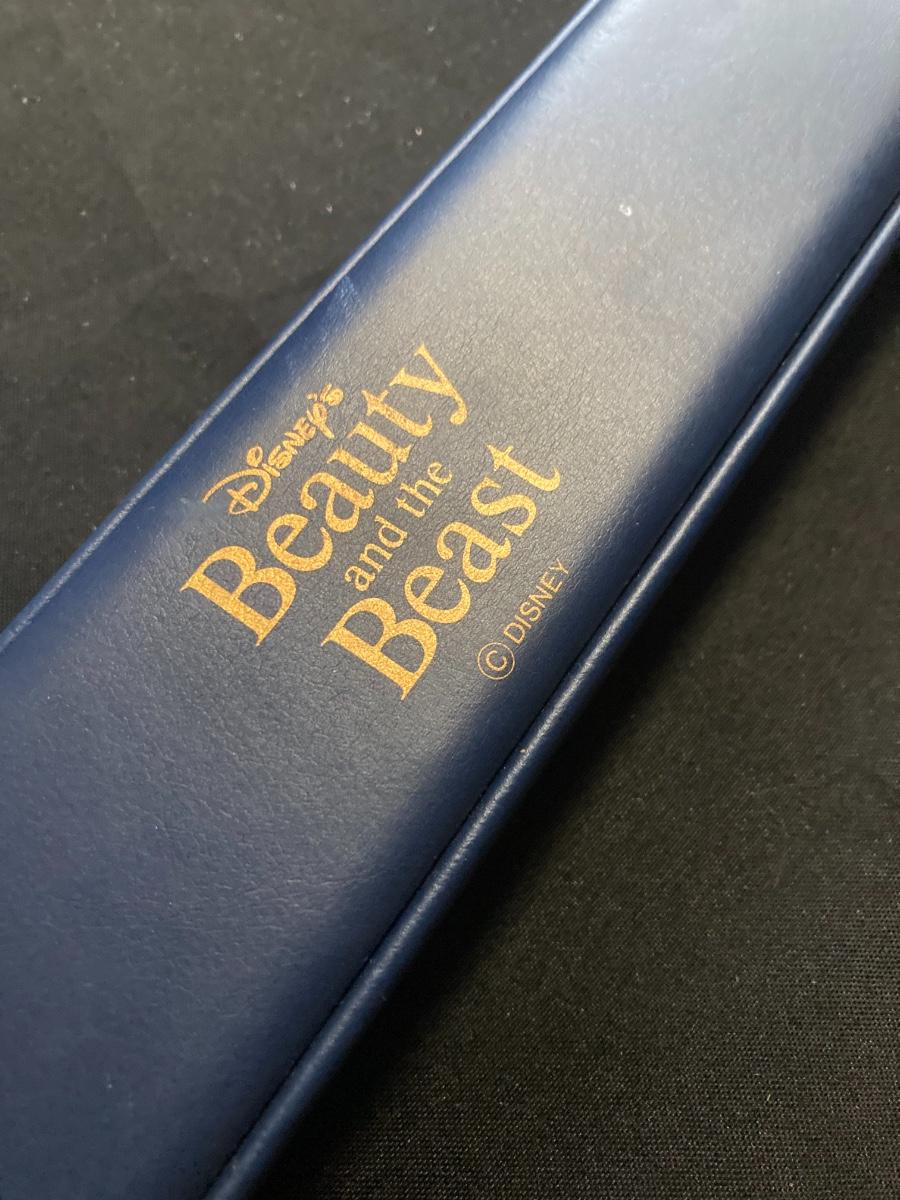 Disney's
Beauty
and the
Beast
© DISNEY